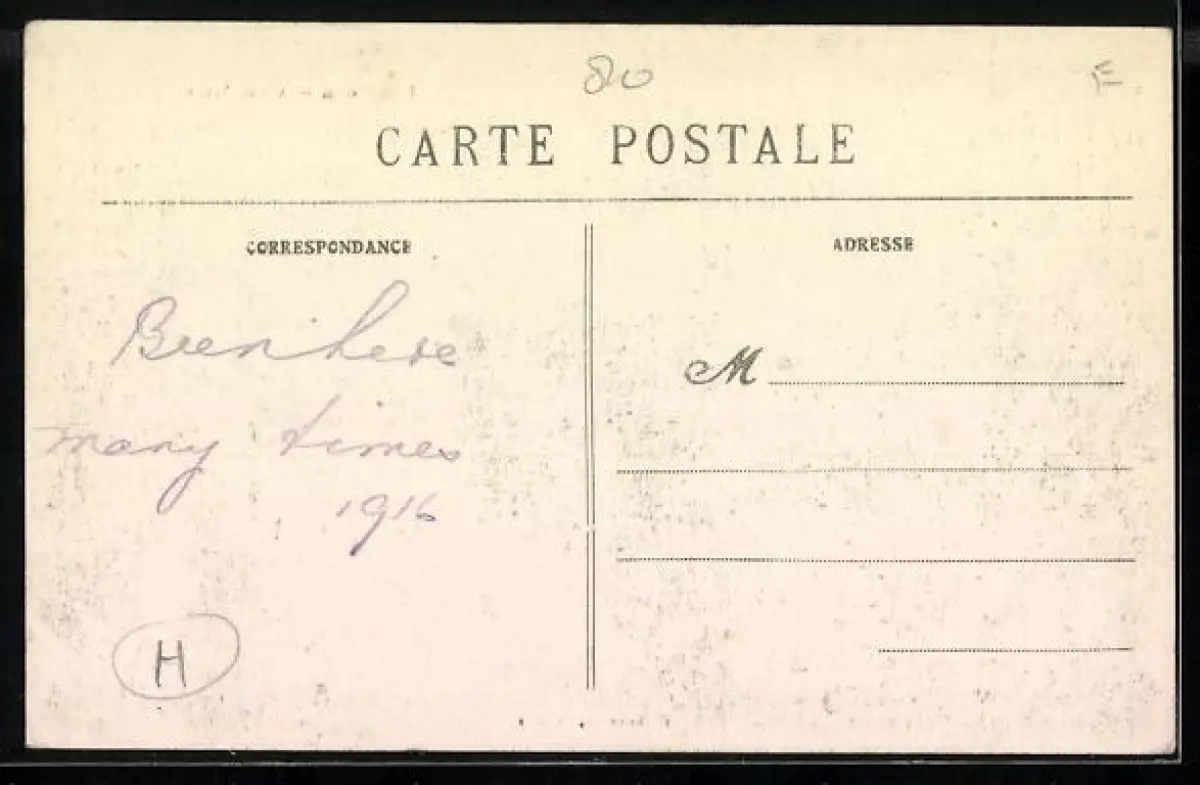 80
CARTE POSTALE
CORRESPONDANCE
ADRESSE
Been here
many times
1916
M
H